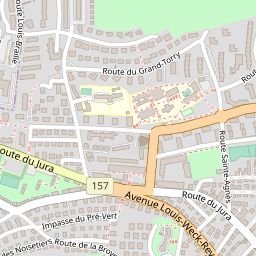 Route Louis-Braille
Route du Grand-Torry
Route Sainte-Agnès
Route du Jura
157
Route du Jura
Avenue Louis-Weck-Rey
Impasse du Pré-Vert
des Noisetiers
Route de la Broye